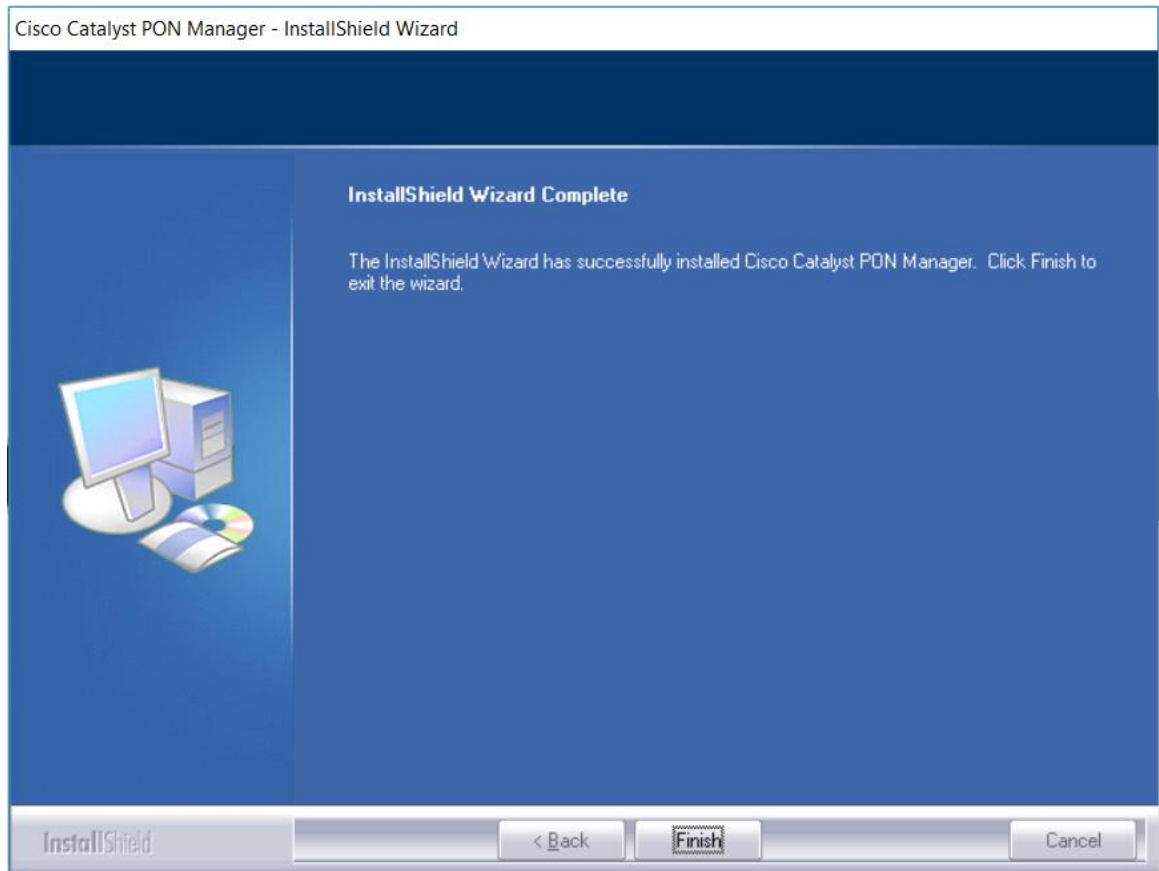 Cisco Catalyst PON Manager - InstallShield Wizard
InstallShield Wizard Complete
The InstallShield Wizard has successfully installed Cisco Catalyst PON Manager.  Click Finish to
exit the wizard.
InstallShield
< Back
Finish
Cancel